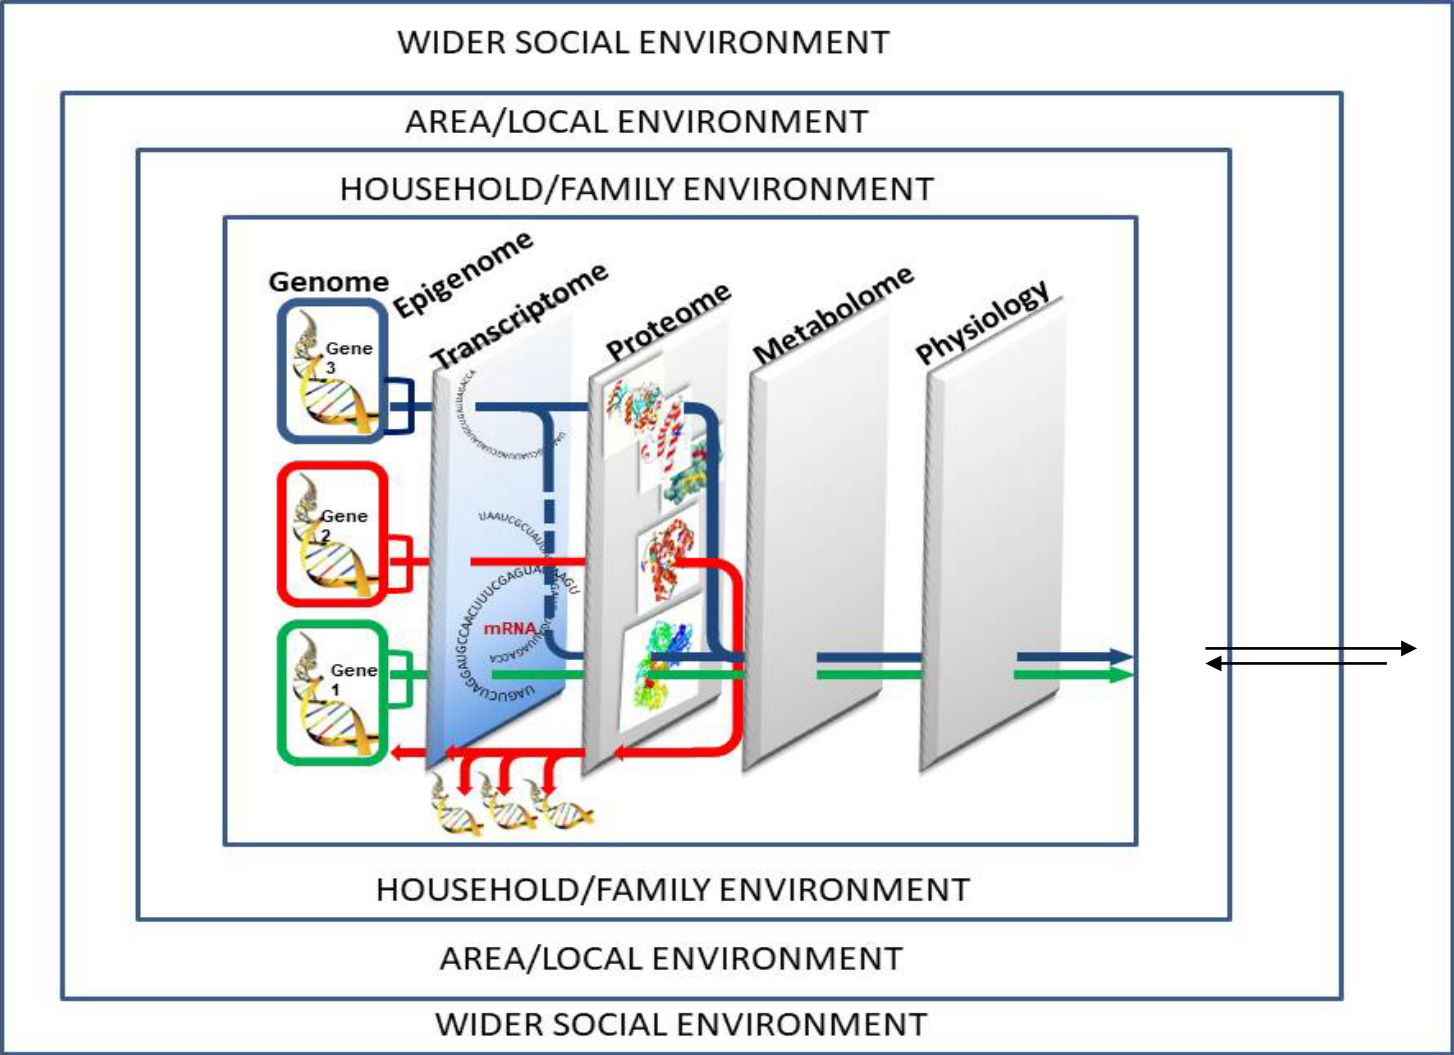 WIDER SOCIAL ENVIRONMENT
AREA/LOCAL ENVIRONMENT
HOUSEHOLD/FAMILY ENVIRONMENT
Genome
Epigenome
Transcriptome
Proteome
Metabolome
Physiology
Gene
3
Gene
2
Gene
1
mRNA
HOUSEHOLD/FAMILY ENVIRONMENT
AREA/LOCAL ENVIRONMENT
WIDER SOCIAL ENVIRONMENT